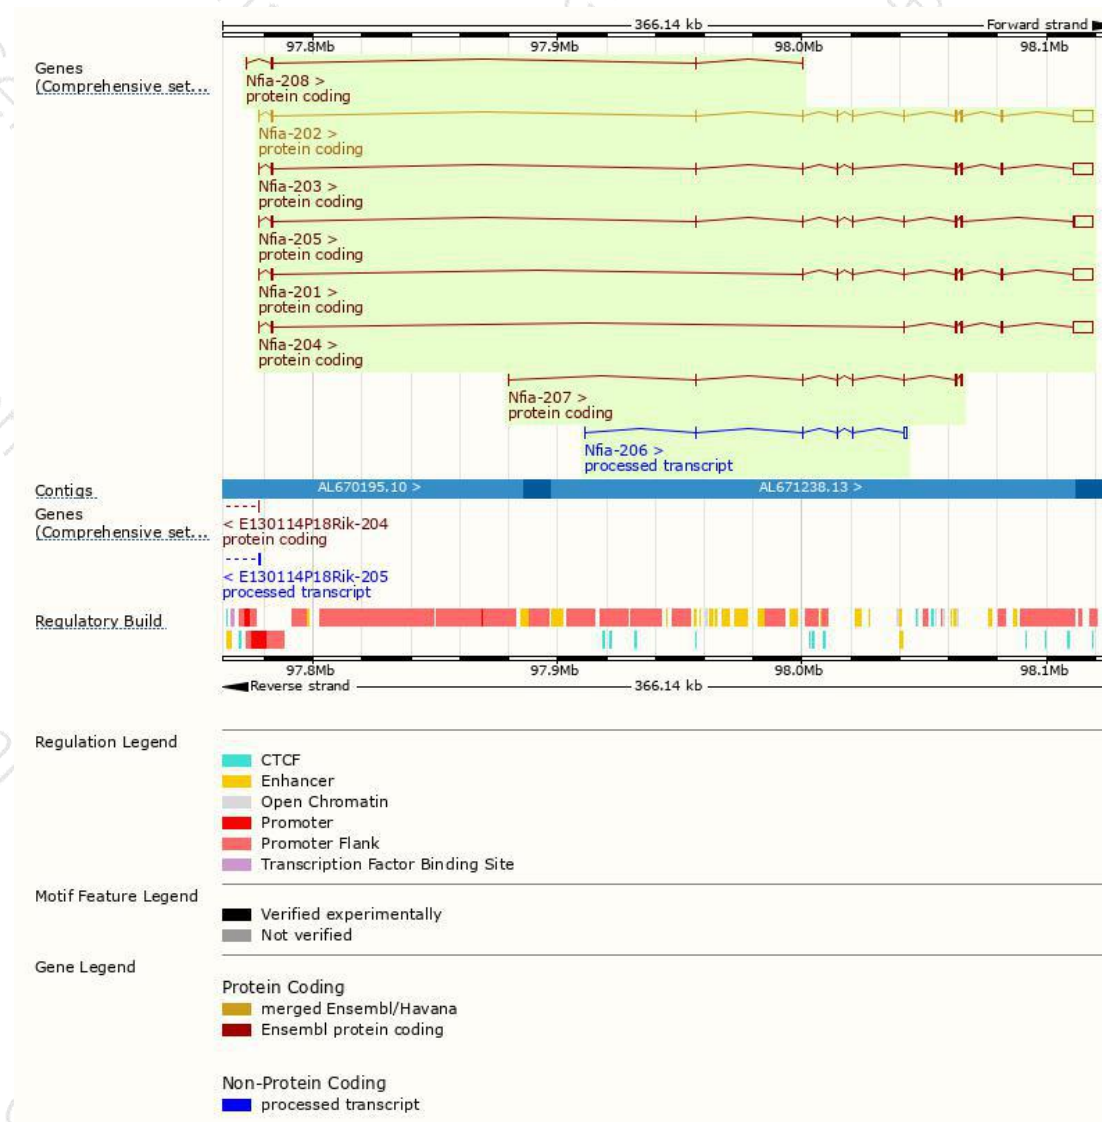 366.14 kb Forward strand
97.8Mb 97.9Mb 98.0Mb 98.1Mb
Genes
(Comprehensive set...
Nfia-208 >
protein coding
Nfia-202 >
protein coding
Nfia-203 >
protein coding
Nfia-205 >
protein coding
Nfia-201 >
protein coding
Nfia-204 >
protein coding
Nfia-207 >
protein coding
Nfia-206 >
processed transcript
Contigs AL670195.10 > AL671238.13 >
Genes
(Comprehensive set...
< E130114P18Rik-204
protein coding
< E130114P18Rik-205
processed transcript
Regulatory Build
97.8Mb 97.9Mb 98.0Mb 98.1Mb
Reverse strand 366.14 kb
Regulation Legend
CTCF
Enhancer
Open Chromatin
Promoter
Promoter Flank
Transcription Factor Binding Site
Motif Feature Legend
Verified experimentally
Not verified
Gene Legend
Protein Coding
merged Ensembl/Havana
Ensembl protein coding
Non-Protein Coding
processed transcript